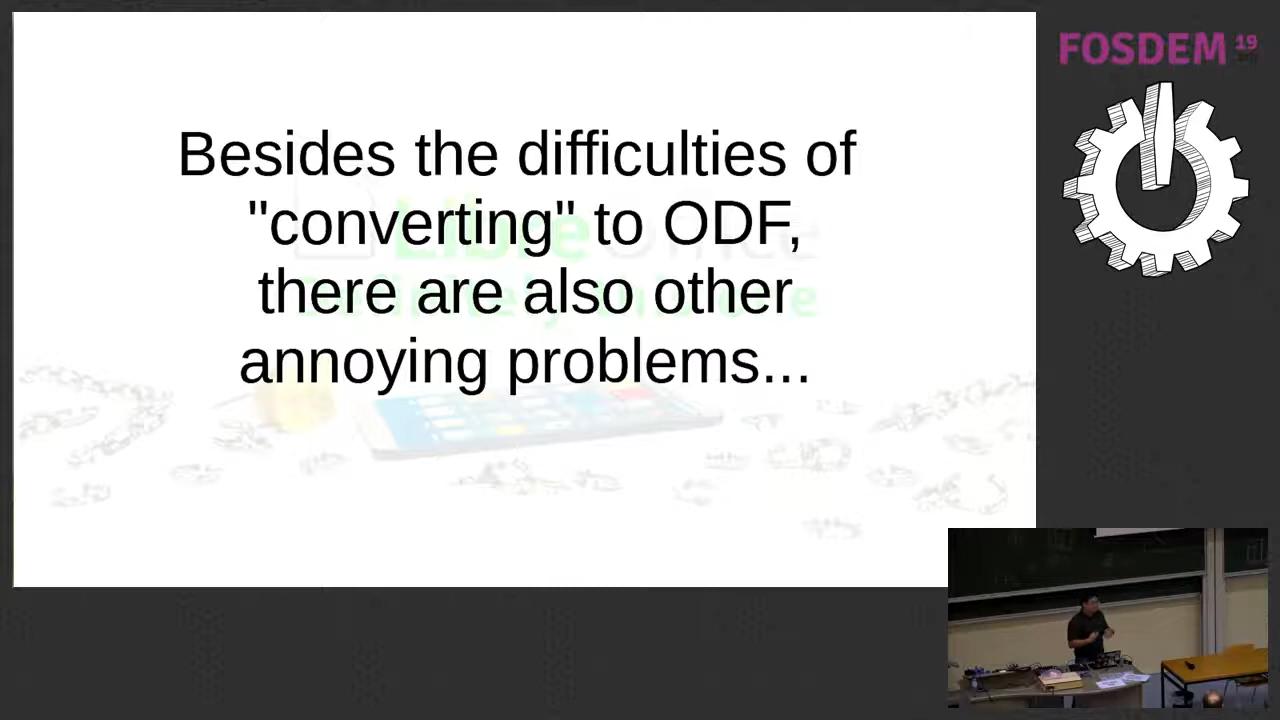 Besides the difficulties of
"converting" to ODF,
there are also other
annoying problems...
FOSDEM 19